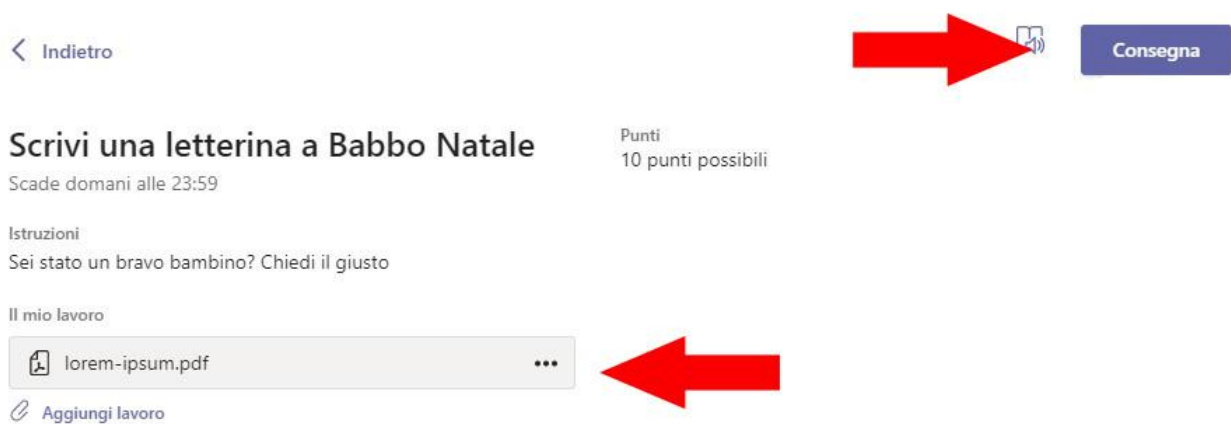 Indietro
Consegna
Scrivi una letterina a Babbo Natale
Scade domani alle 23:59
Punti
10 punti possibili
Istruzioni
Sei stato un bravo bambino? Chiedi il giusto
Il mio lavoro
lorem-ipsum.pdf
Aggiungi lavoro